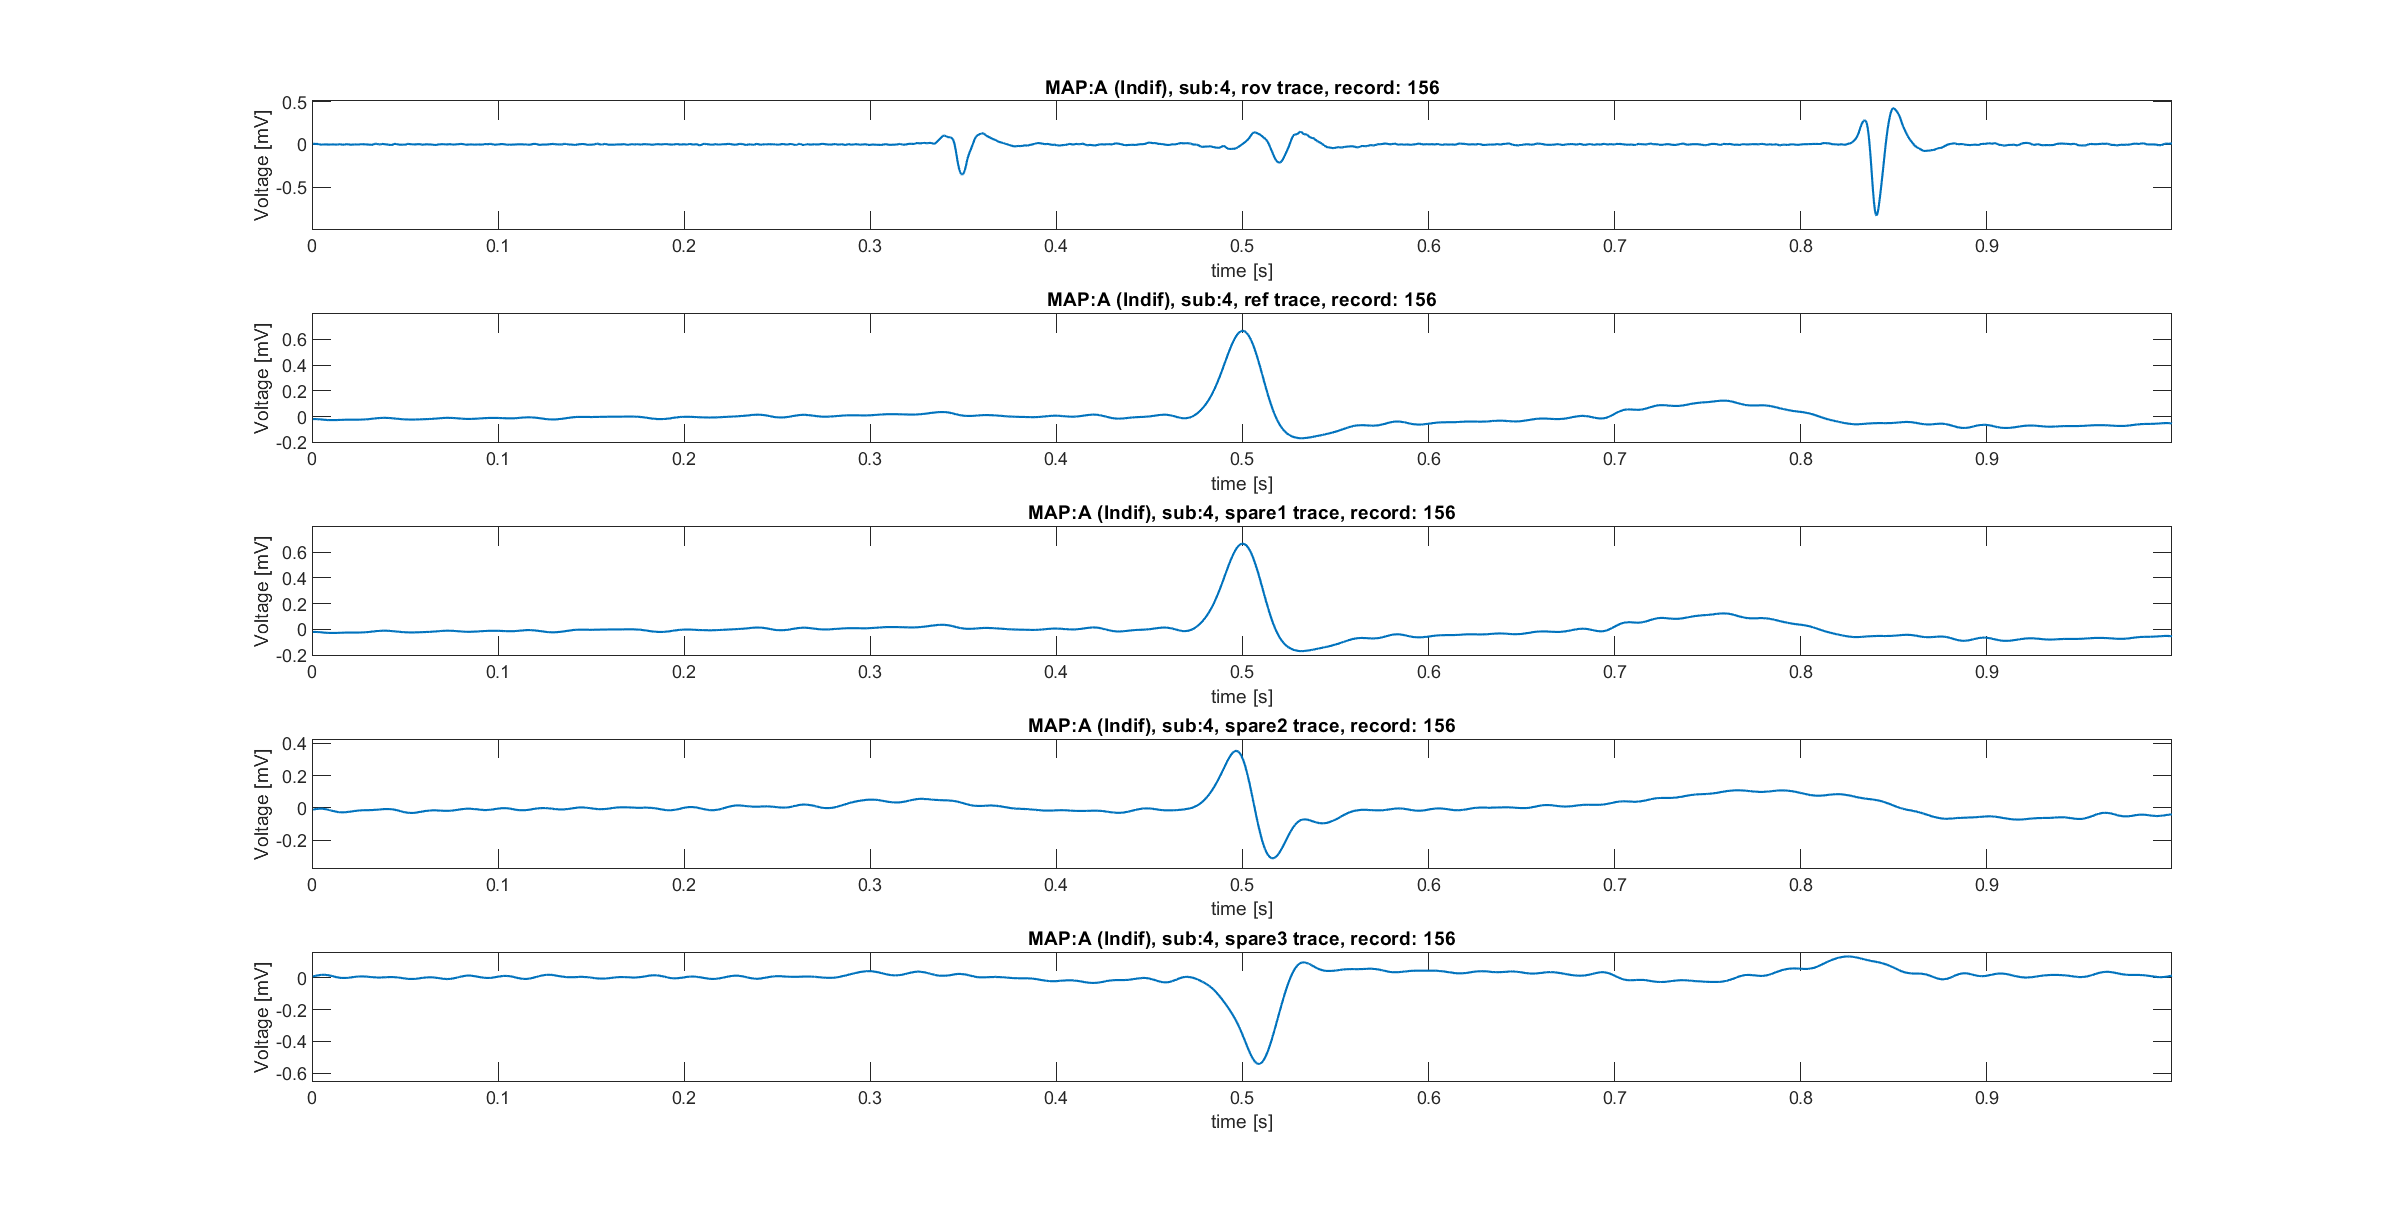 MAP:A (Indif), sub:4, rov trace, record: 156
Voltage [mV]
0.5
0
-0.5
0 0.1 0.2 0.3 0.4 0.5 0.6 0.7 0.8 0.9
time [s]
MAP:A (Indif), sub:4, ref trace, record: 156
Voltage [mV]
0.6
0.4
0.2
0
-0.2
0 0.1 0.2 0.3 0.4 0.5 0.6 0.7 0.8 0.9
time [s]
MAP:A (Indif), sub:4, spare1 trace, record: 156
Voltage [mV]
0.6
0.4
0.2
0
-0.2
0 0.1 0.2 0.3 0.4 0.5 0.6 0.7 0.8 0.9
time [s]
MAP:A (Indif), sub:4, spare2 trace, record: 156
Voltage [mV]
0.4
0.2
0
-0.2
0 0.1 0.2 0.3 0.4 0.5 0.6 0.7 0.8 0.9
time [s]
MAP:A (Indif), sub:4, spare3 trace, record: 156
Voltage [mV]
0
-0.2
-0.4
-0.6
0 0.1 0.2 0.3 0.4 0.5 0.6 0.7 0.8 0.9
time [s]